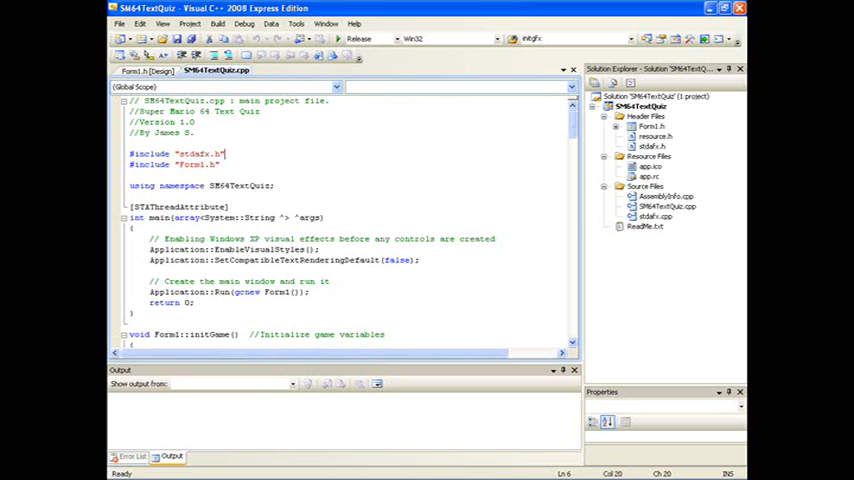 SM64TextQuiz - Visual C++ 2008 Express Edition
File Edit View Project Build Debug Data Tools Window Help
Release Win32 initgfx
Form1.h [Design] SM64TextQuiz.cpp
(Global Scope)
// SM64TextQuiz.cpp : main project file.
//Super Mario 64 Text Quiz
//Version 1.0
//By James S.
#include "stdafx.h"
#include "Form1.h"
using namespace SM64TextQuiz;
[STAThreadAttribute]
int main(array<System::String ^> ^args)
{
// Enabling Windows XP visual effects before any controls are created
Application::EnableVisualStyles();
Application::SetCompatibleTextRenderingDefault(false);
// Create the main window and run it
Application::Run(gcnew Form1());
return 0;
}
void Form1::initGame() //Initialize game variables
{
Solution Explorer - Solution 'SM64TextQ...
Solution 'SM64TextQuiz' (1 project)
SM64TextQuiz
Header Files
Form1.h
resource.h
stdafx.h
Resource Files
app.ico
app.rc
Source Files
AssemblyInfo.cpp
SM64TextQuiz.cpp
stdafx.cpp
ReadMe.txt
Output
Show output from:
Properties
Error List Output
Ready Ln 6 Col 20 Ch 20 INS